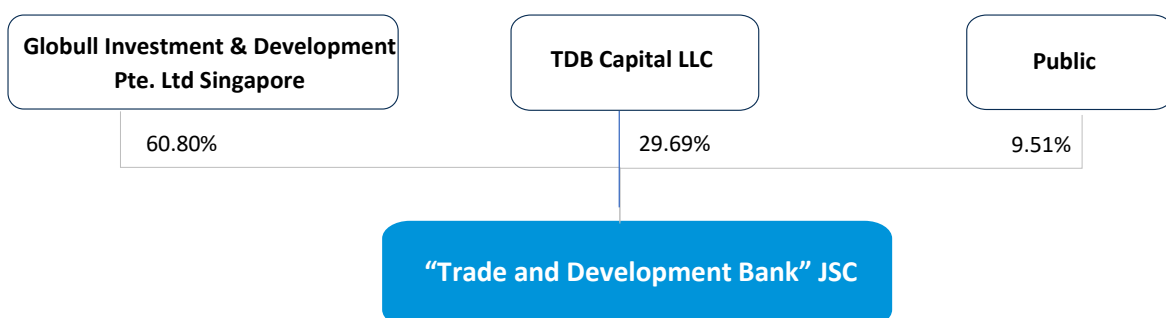 Globull Investment & Development
Pte. Ltd Singapore
TDB Capital LLC
Public
60.80%
29.69%
9.51%
“Trade and Development Bank” JSC